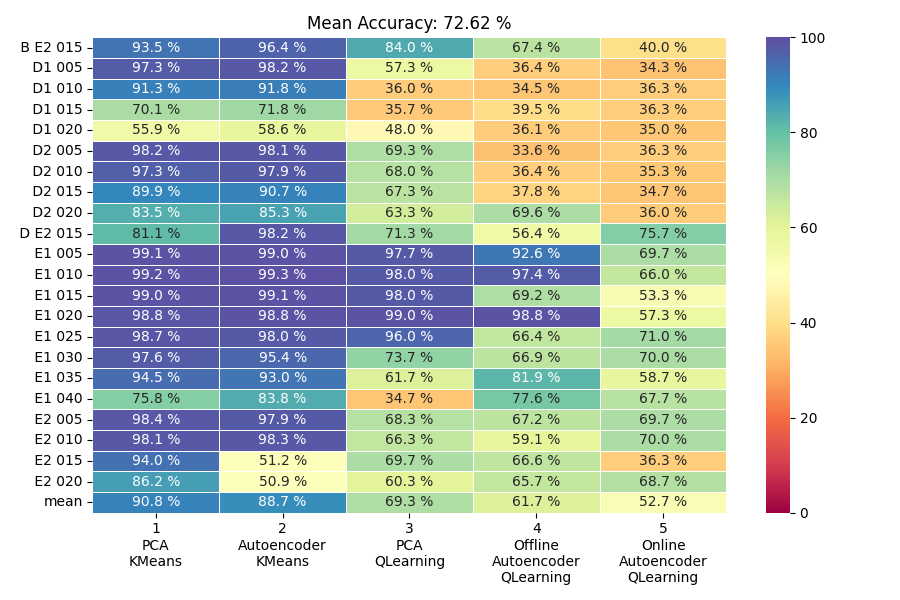 Mean Accuracy: 72.62 %
B E2 015 93.5 % 96.4 % 84.0 % 67.4 % 40.0 % 100
D1 005 97.3 % 98.2 % 57.3 % 36.4 % 34.3 %
D1 010 91.3 % 91.8 % 36.0 % 34.5 % 36.3 %
D1 015 70.1 % 71.8 % 35.7 % 39.5 % 36.3 %
D1 020 55.9 % 58.6 % 48.0 % 36.1 % 35.0 % 80
D2 005 98.2 % 98.1 % 69.3 % 33.6 % 36.3 %
D2 010 97.3 % 97.9 % 68.0 % 36.4 % 35.3 %
D2 015 89.9 % 90.7 % 67.3 % 37.8 % 34.7 %
D2 020 83.5 % 85.3 % 63.3 % 69.6 % 36.0 %
D E2 015 81.1 % 98.2 % 71.3 % 56.4 % 75.7 % 60
E1 005 99.1 % 99.0 % 97.7 % 92.6 % 69.7 %
E1 010 99.2 % 99.3 % 98.0 % 97.4 % 66.0 %
E1 015 99.0 % 99.1 % 98.0 % 69.2 % 53.3 %
E1 020 98.8 % 98.8 % 99.0 % 98.8 % 57.3 % 40
E1 025 98.7 % 98.0 % 96.0 % 66.4 % 71.0 %
E1 030 97.6 % 95.4 % 73.7 % 66.9 % 70.0 %
E1 035 94.5 % 93.0 % 61.7 % 81.9 % 58.7 %
E1 040 75.8 % 83.8 % 34.7 % 77.6 % 67.7 %
E2 005 98.4 % 97.9 % 68.3 % 67.2 % 69.7 % 20
E2 010 98.1 % 98.3 % 66.3 % 59.1 % 70.0 %
E2 015 94.0 % 51.2 % 69.7 % 66.6 % 36.3 %
E2 020 86.2 % 50.9 % 60.3 % 65.7 % 68.7 %
mean 90.8 % 88.7 % 69.3 % 61.7 % 52.7 % 0
1 2 3 4 5
PCA Autoencoder PCA Offline Online
KMeans KMeans QLearning Autoencoder Autoencoder
QLearning QLearning